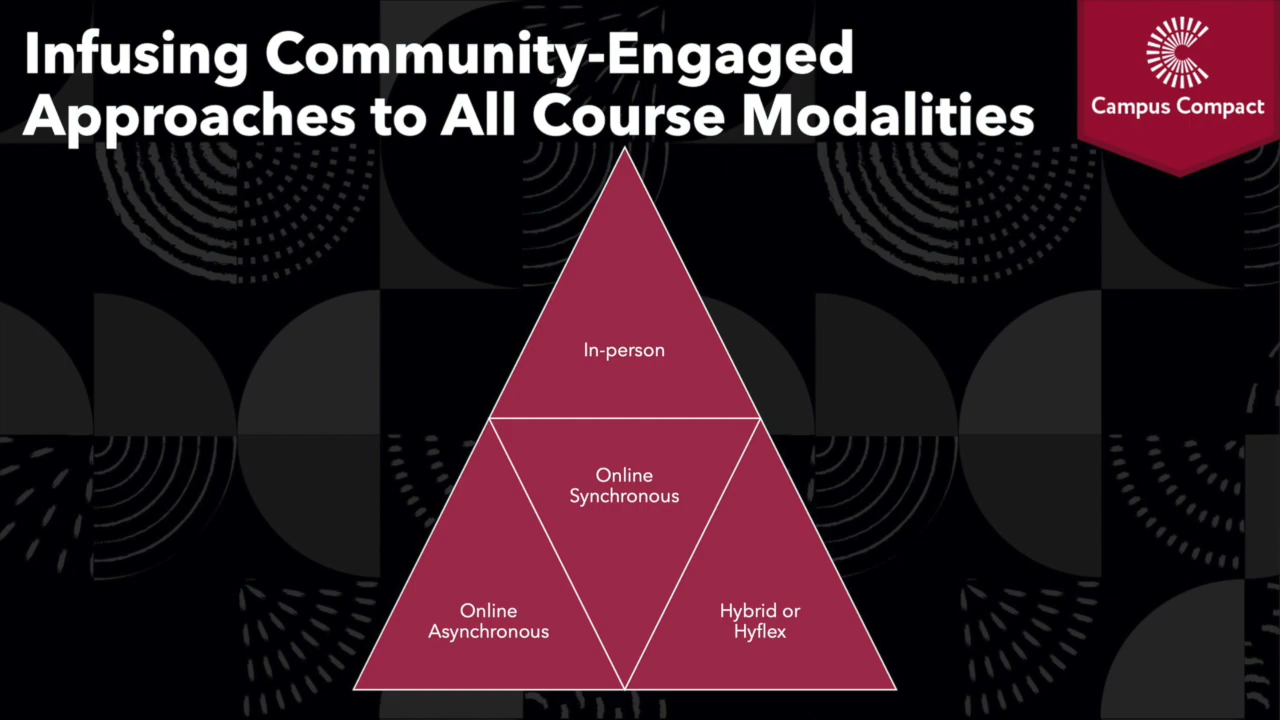 Infusing Community-Engaged
Approaches to All Course Modalities
Campus Compact
In-person
Online
Synchronous
Online
Asynchronous
Hybrid or
Hyflex